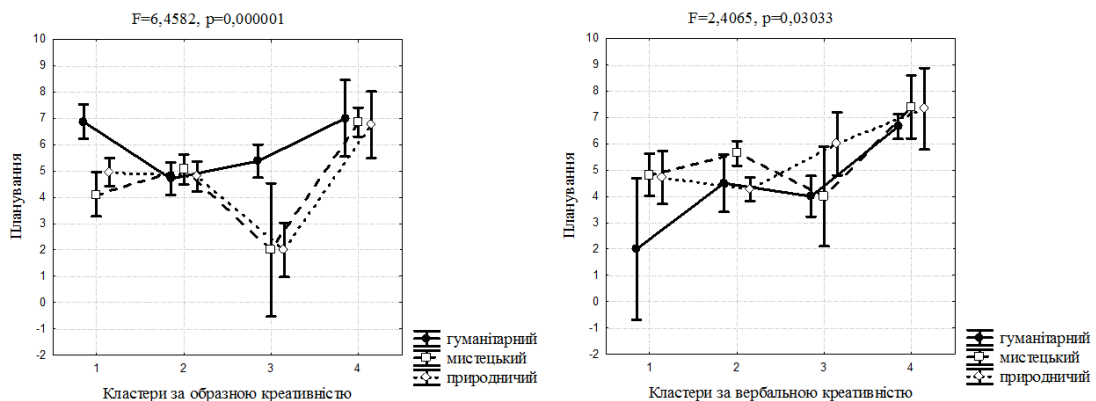 F=6,4582, p=0,000001
10
9
8
7
6
5
4
3
2
1
0
-1
-2
Планування
1 2 3 4
Кластери за образною креативністю
гуманітарний
мистецький
природничий
F=2,4065, p=0,03033
10
9
8
7
6
5
4
3
2
1
0
-1
-2
Планування
1 2 3 4
Кластери за вербальною креативністю
гуманітарний
мистецький
природничий